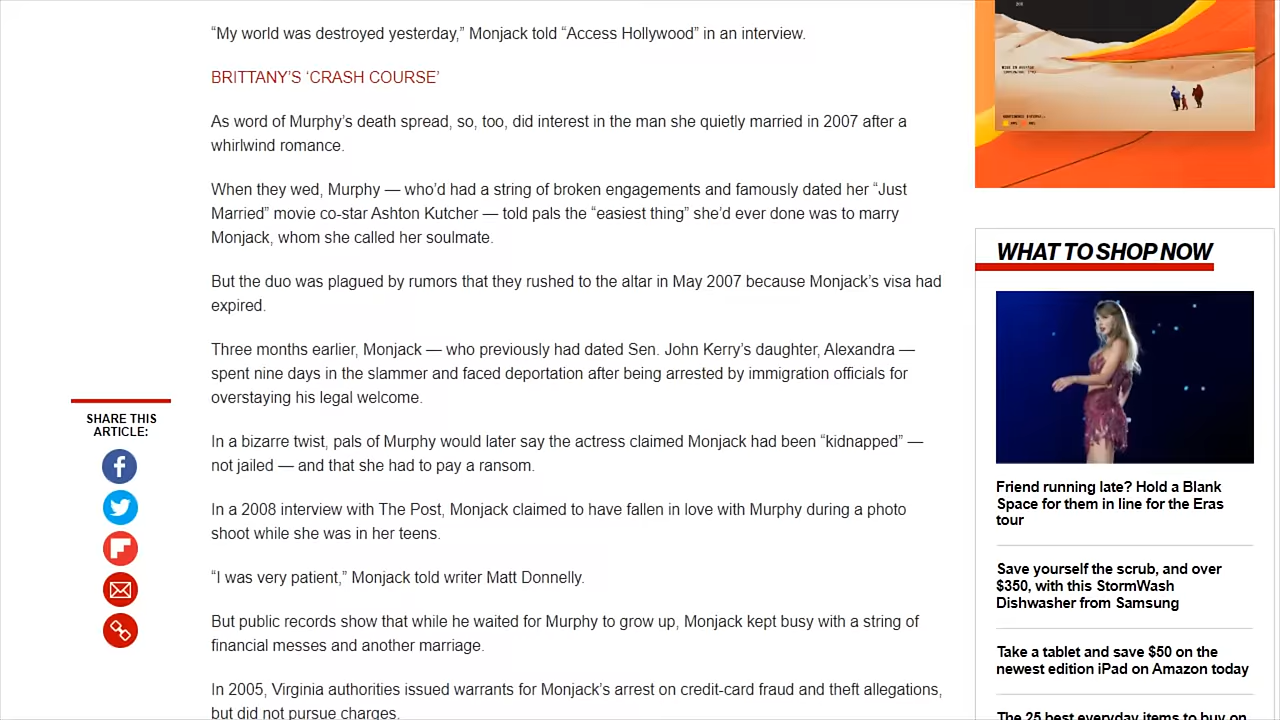 “My world was destroyed yesterday,” Monjack told “Access Hollywood” in an interview.
BRITTANY’S ‘CRASH COURSE’
As word of Murphy’s death spread, so, too, did interest in the man she quietly married in 2007 after a
whirlwind romance.
When they wed, Murphy — who’d had a string of broken engagements and famously dated her “Just
Married” movie co-star Ashton Kutcher — told pals the “easiest thing” she’d ever done was to marry
Monjack, whom she called her soulmate.
But the duo was plagued by rumors that they rushed to the altar in May 2007 because Monjack’s visa had
expired.
Three months earlier, Monjack — who previously had dated Sen. John Kerry’s daughter, Alexandra —
spent nine days in the slammer and faced deportation after being arrested by immigration officials for
overstaying his legal welcome.
In a bizarre twist, pals of Murphy would later say the actress claimed Monjack had been “kidnapped” —
not jailed — and that she had to pay a ransom.
In a 2008 interview with The Post, Monjack claimed to have fallen in love with Murphy during a photo
shoot while she was in her teens.
“I was very patient,” Monjack told writer Matt Donnelly.
But public records show that while he waited for Murphy to grow up, Monjack kept busy with a string of
financial messes and another marriage.
In 2005, Virginia authorities issued warrants for Monjack’s arrest on credit-card fraud and theft allegations,
but did not pursue charges.
SHARE THIS
ARTICLE:
WHAT TO SHOP NOW
Friend running late? Hold a Blank
Space for them in line for the Eras
tour
Save yourself the scrub, and over
$350, with this StormWash
Dishwasher from Samsung
Take a tablet and save $50 on the
newest edition iPad on Amazon today
The 25 best everyday items to buy on